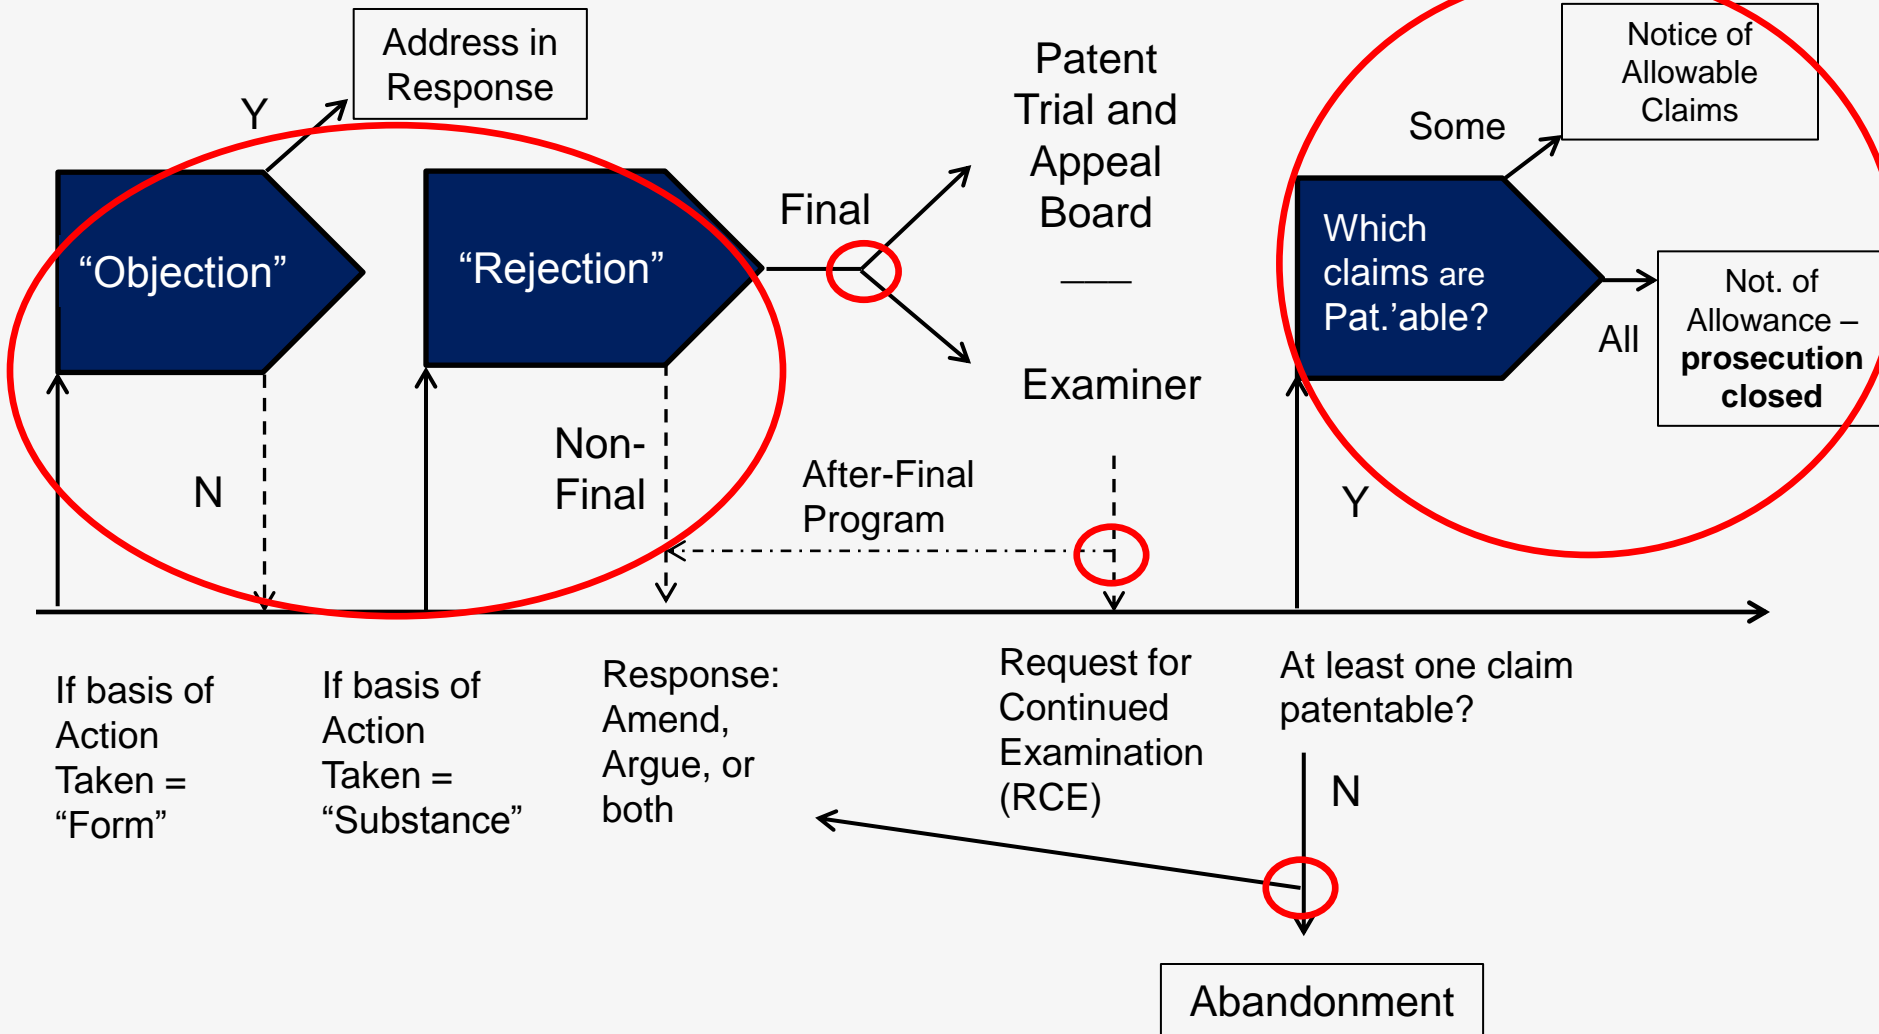 Address in
Response
Y
“Objection”
N
“Rejection”
Final
Non-
Final
Patent
Trial and
Appeal
Board
___
Examiner
After-Final
Program
Which
claims are
Pat.’able?
Some
Notice of
Allowable
Claims
All
Not. of
Allowance –
prosecution
closed
Y
If basis of
Action
Taken =
“Form”
If basis of
Action
Taken =
“Substance”
Response:
Amend,
Argue, or
both
Request for
Continued
Examination
(RCE)
At least one claim
patentable?
N
Abandonment